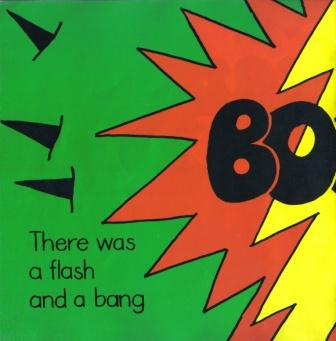 BO
There was
a flash
and a bang